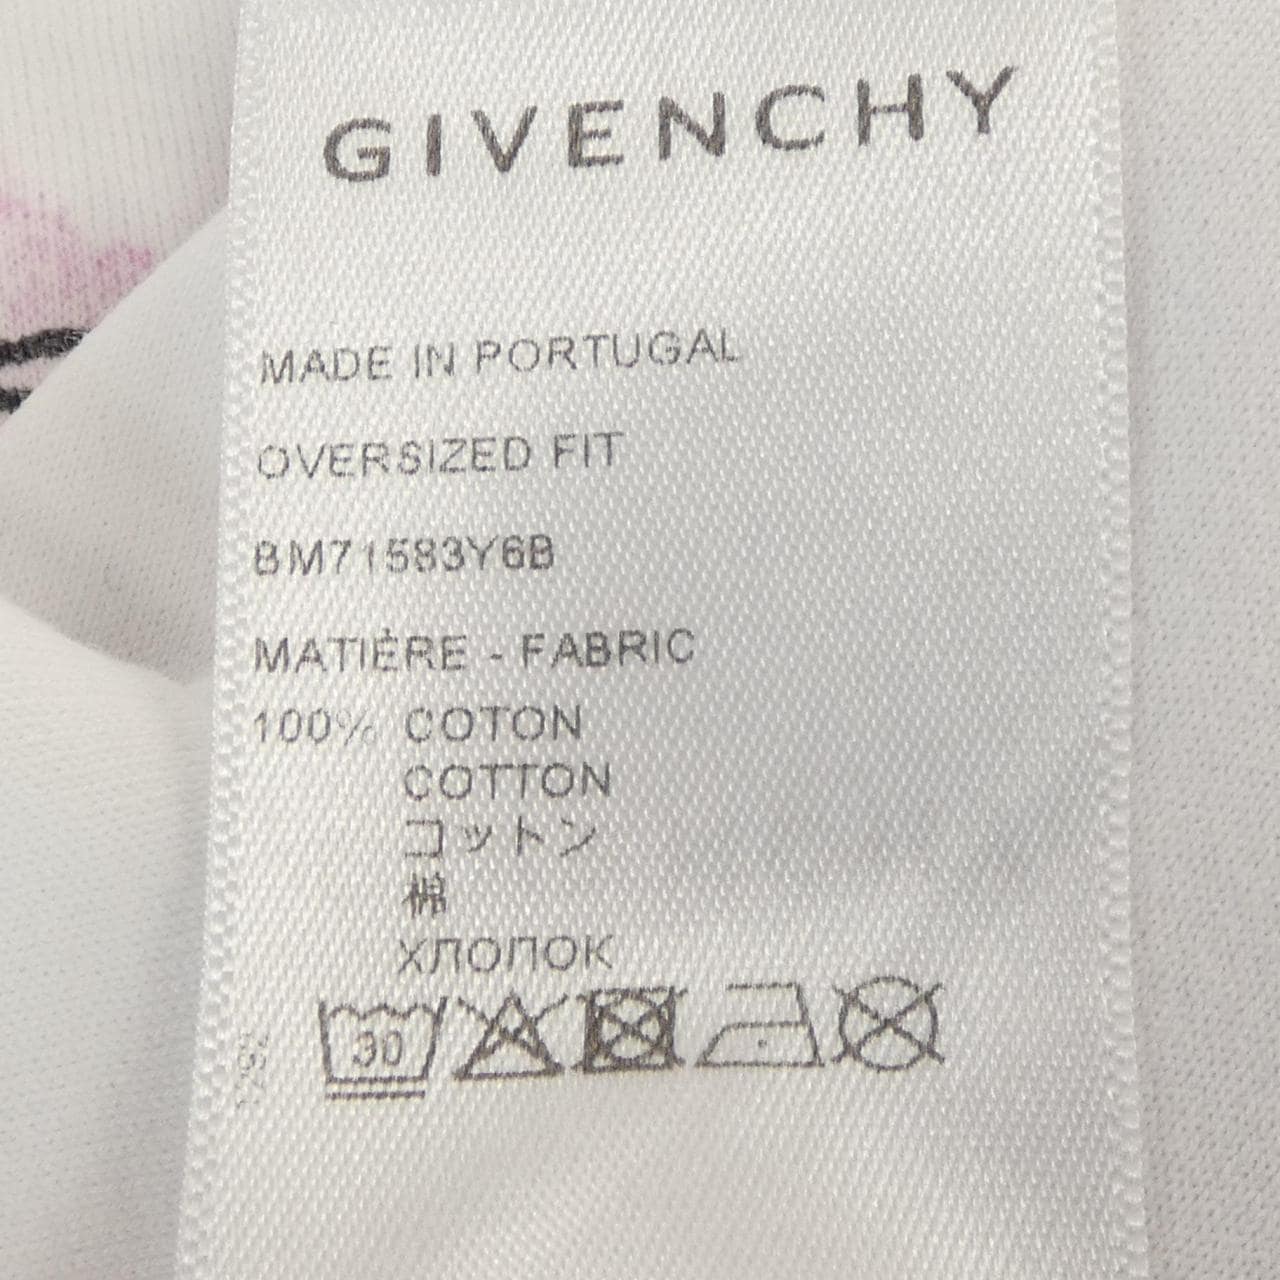 GIVENCHY
MADE IN PORTUGAL
OVERSIZED FIT
BM71583Y6B
MATIÈRE - FABRIC
100% COTON
COTTON
コットン
棉
ХЛОПОК
30